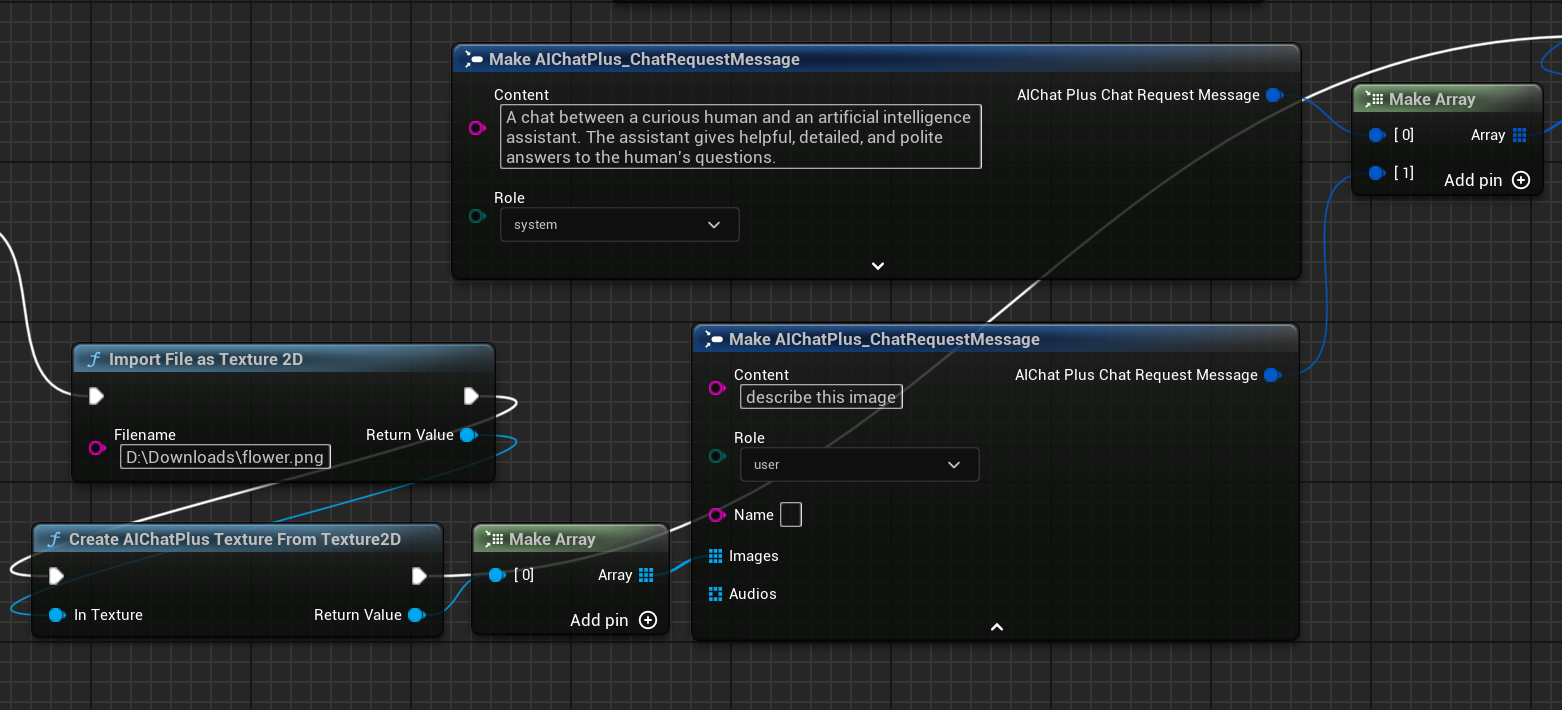 Make AIChatPlus_ChatRequestMessage
Content
A chat between a curious human and an artificial intelligence
assistant. The assistant gives helpful, detailed, and polite
answers to the human's questions.
AIChat Plus Chat Request Message
Role
system
Make Array
[ 0]
Array
[ 1]
Add pin
Import File as Texture 2D
Filename
D:\Downloads\flower.png
Return Value
Make AIChatPlus_ChatRequestMessage
Content
describe this image
AIChat Plus Chat Request Message
Role
user
Name
Images
Audios
f Create AIChatPlus Texture From Texture2D
In Texture
Return Value
Make Array
[ 0]
Array
Add pin